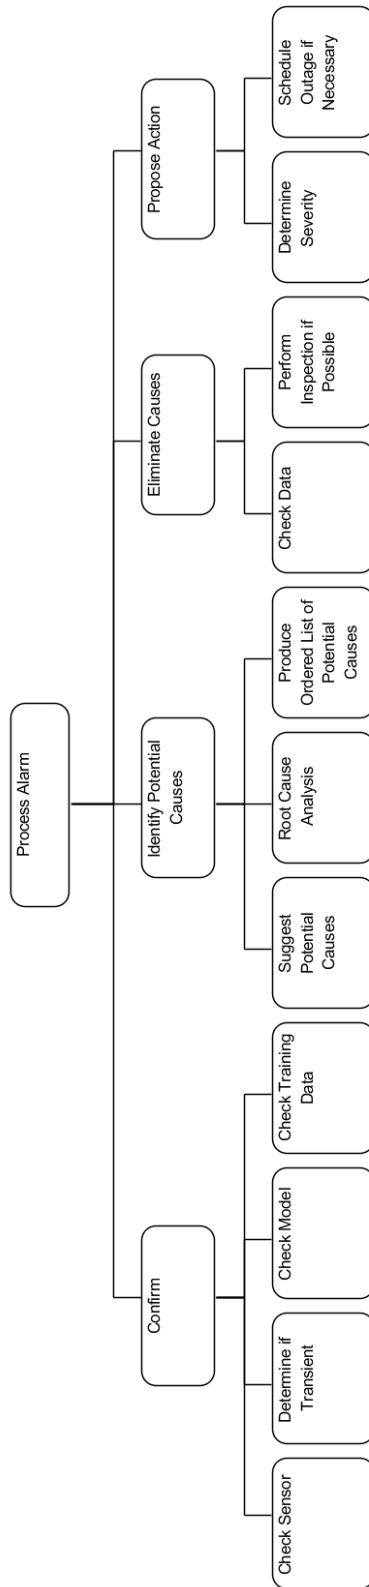 Process Alarm
Confirm
Identify Potential
Causes
Eliminate Causes
Propose Action
Check Sensor
Determine if
Transient
Check Model
Check Training
Data
Suggest
Potential
Causes
Root Cause
Analysis
Produce
Ordered List of
Potential
Causes
Check Data
Perform
Inspection if
Possible
Determine
Severity
Schedule
Outage if
Necessary